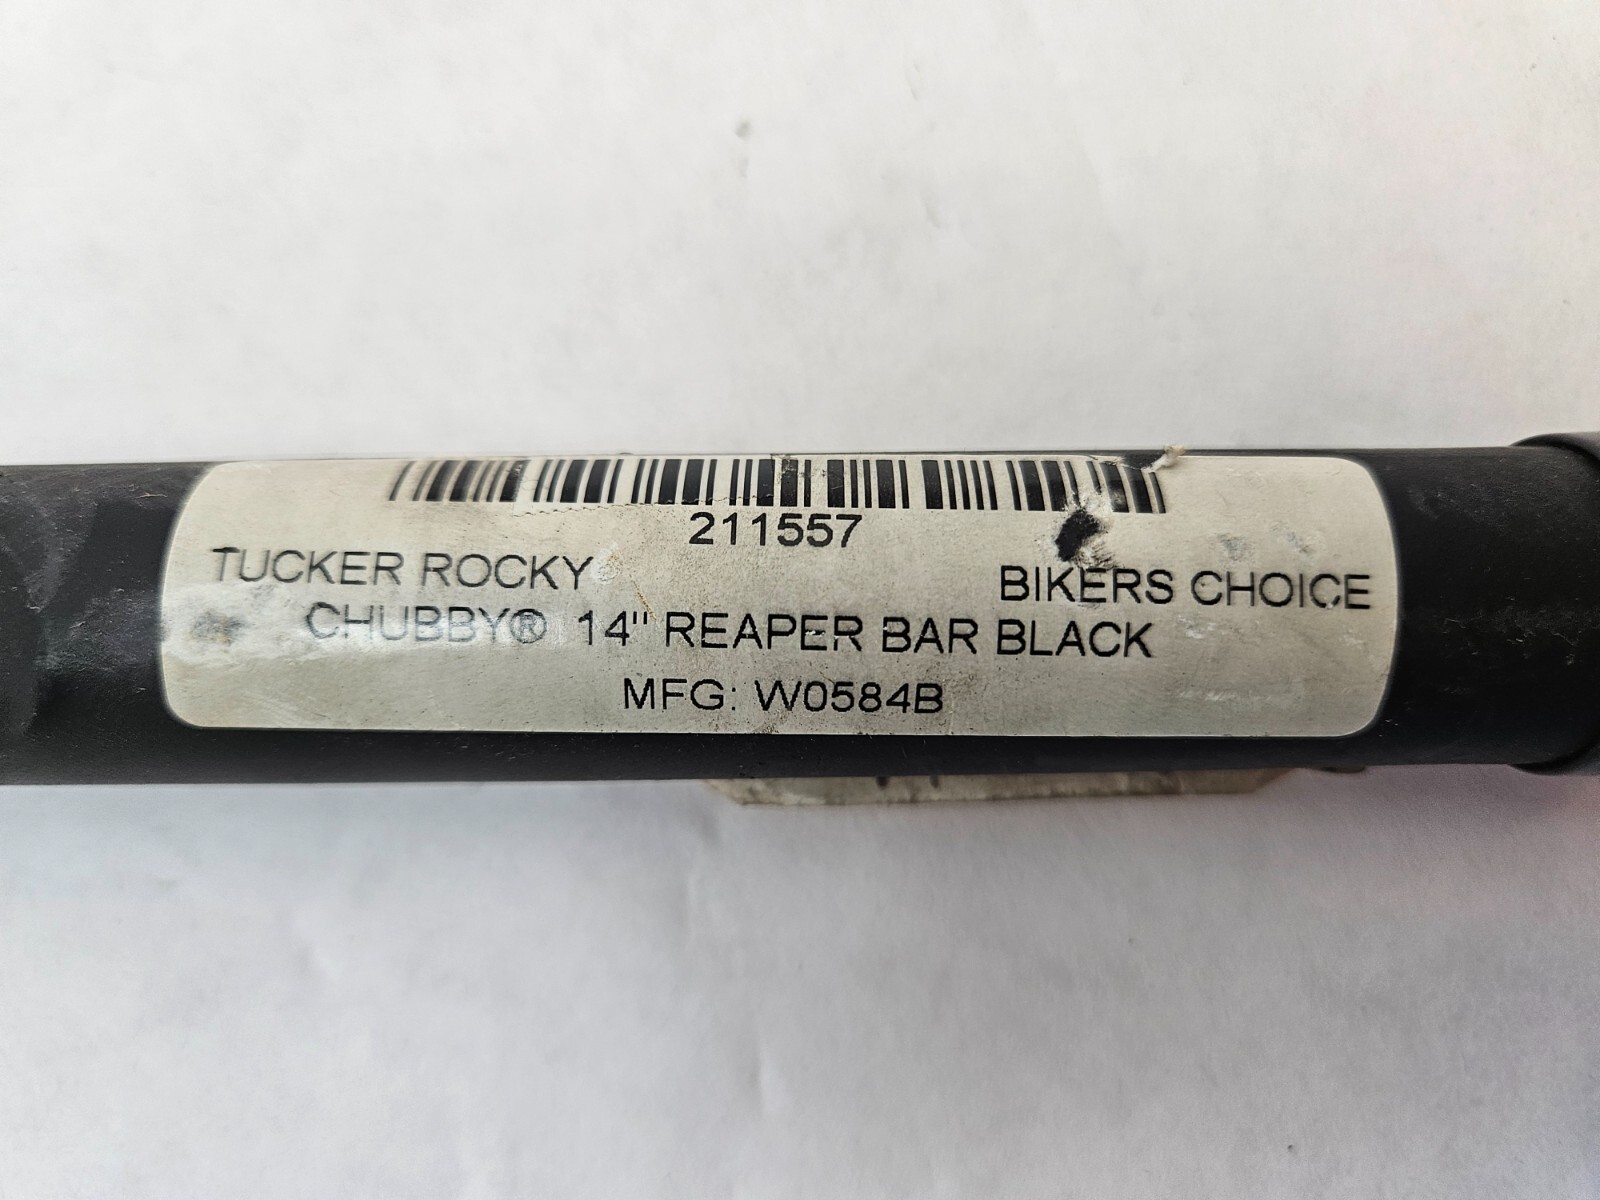 211557
TUCKER ROCKY BIKERS CHOICE
CHUBBY® 14" REAPER BAR BLACK
MFG: W0584B